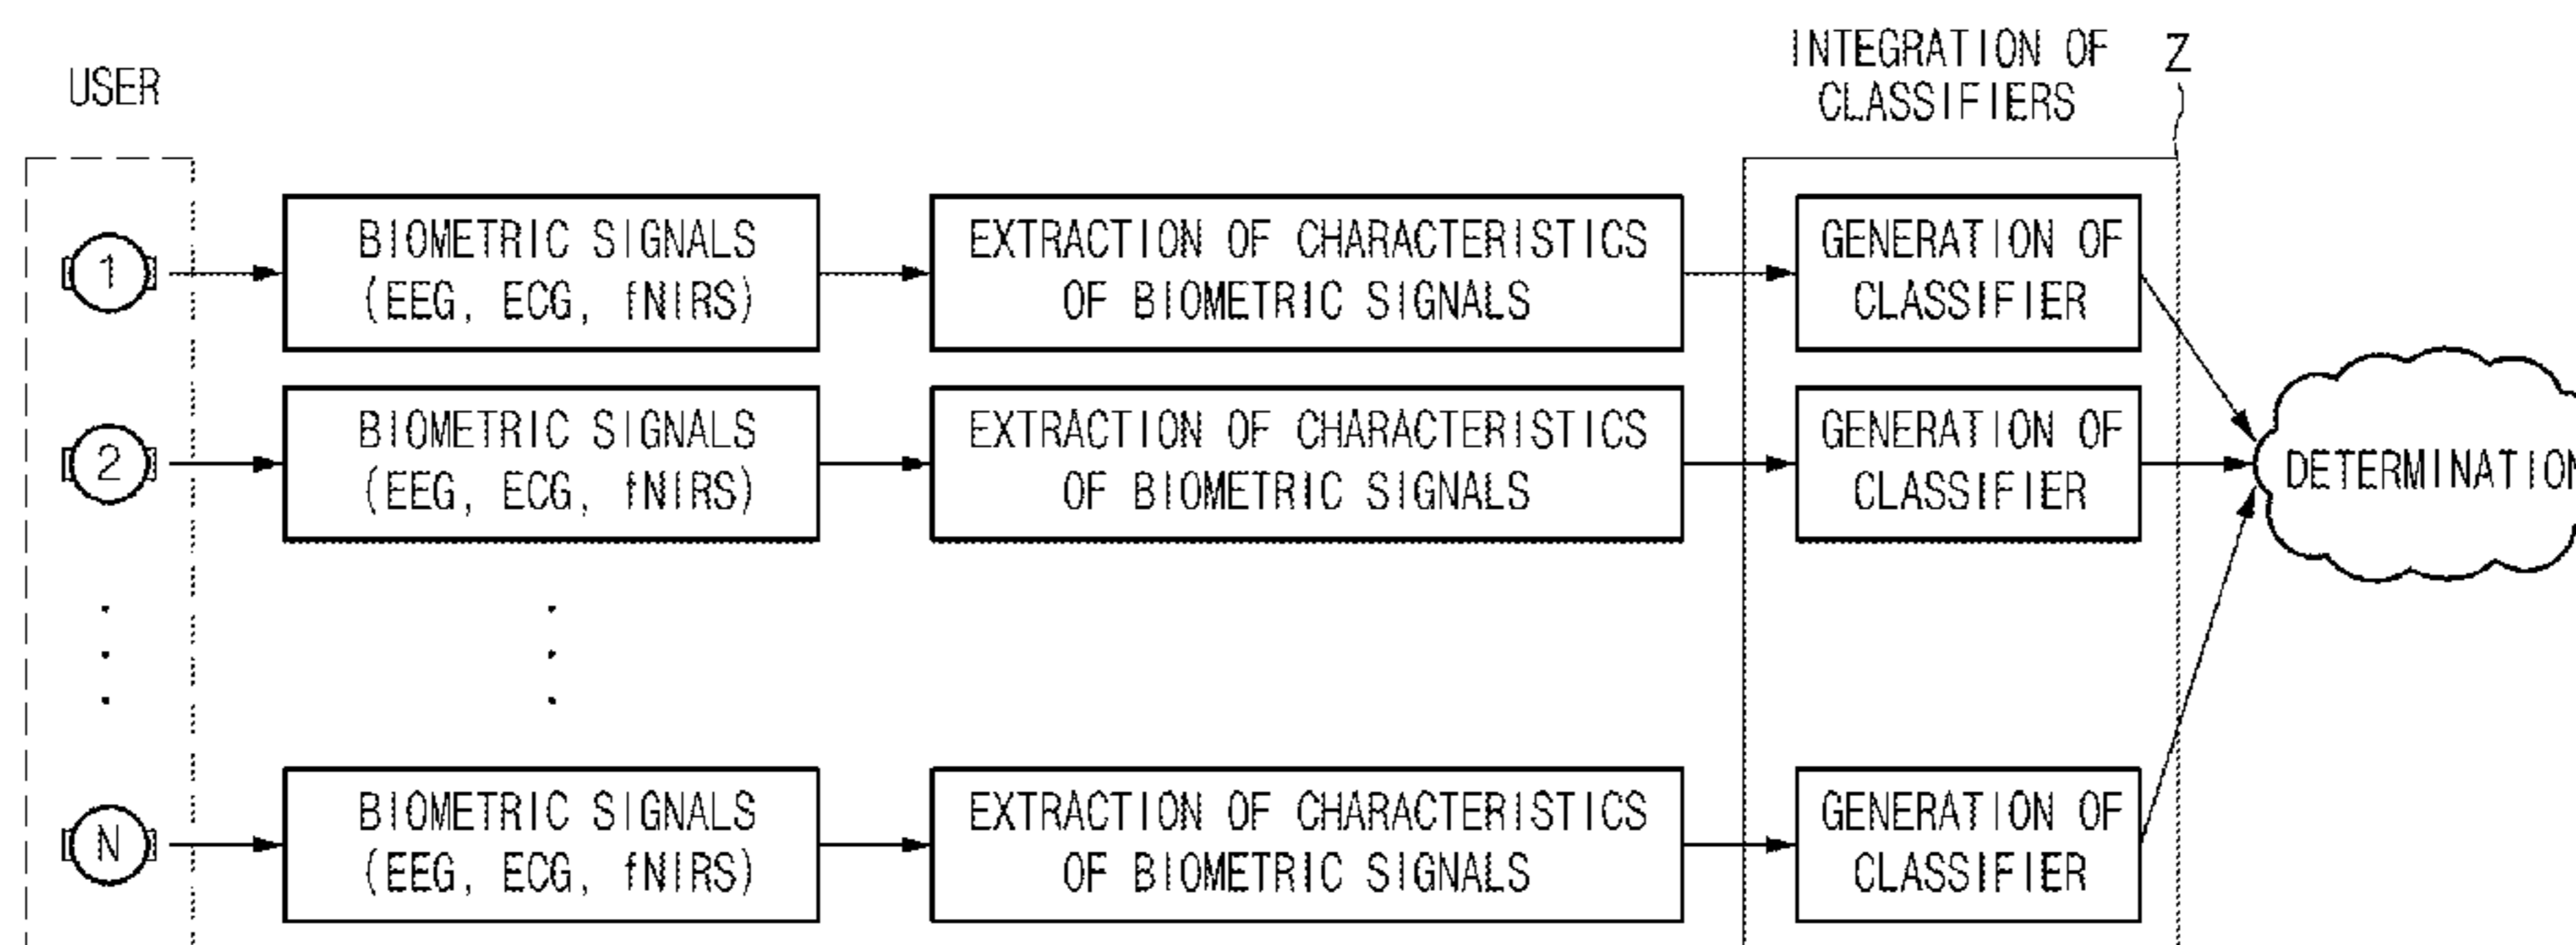 USER
INTEGRATION OF
CLASSIFIERS
Z
1
BIOMETRIC SIGNALS
(EEG, ECG, fNIRS)
EXTRACTION OF CHARACTERISTICS
OF BIOMETRIC SIGNALS
GENERATION OF
CLASSIFIER
2
BIOMETRIC SIGNALS
(EEG, ECG, fNIRS)
EXTRACTION OF CHARACTERISTICS
OF BIOMETRIC SIGNALS
GENERATION OF
CLASSIFIER
DETERMINATION
N
BIOMETRIC SIGNALS
(EEG, ECG, fNIRS)
EXTRACTION OF CHARACTERISTICS
OF BIOMETRIC SIGNALS
GENERATION OF
CLASSIFIER